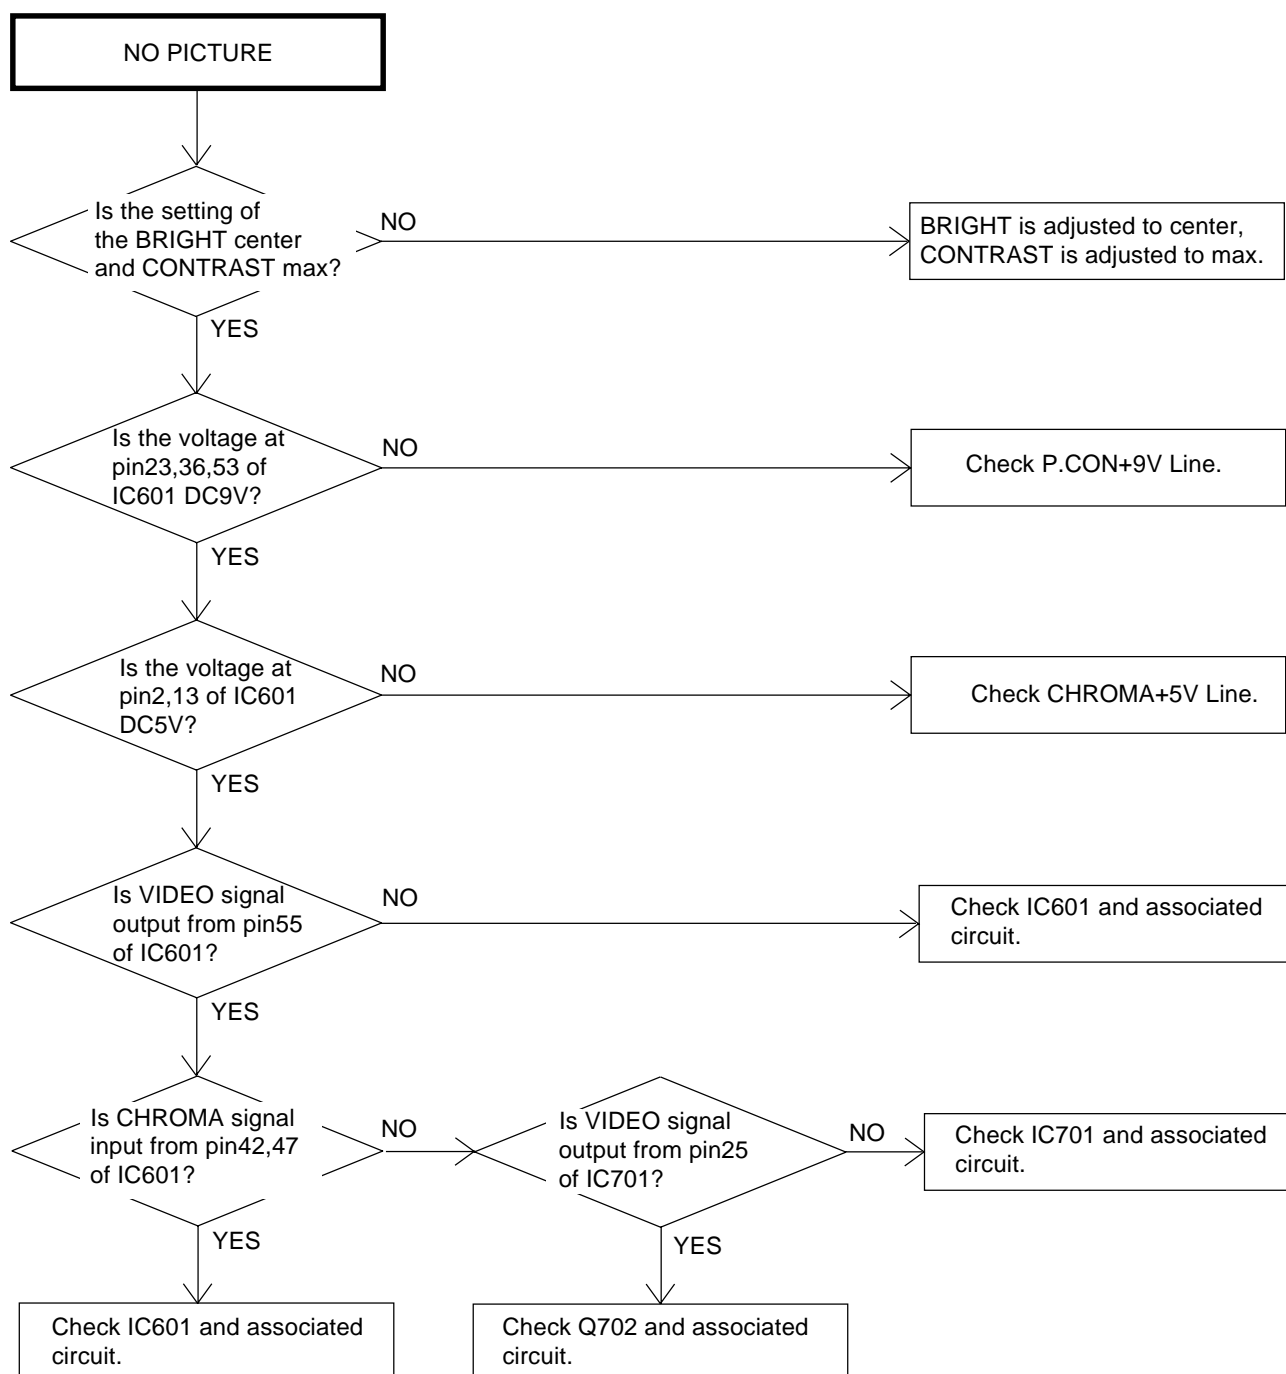 NO PICTURE
Is the setting of
the BRIGHT center
and CONTRAST max?
NO
BRIGHT is adjusted to center,
CONTRAST is adjusted to max.
YES
Is the voltage at
pin23,36,53 of
IC601 DC9V?
NO
Check P.CON+9V Line.
YES
Is the voltage at
pin2,13 of IC601
DC5V?
NO
Check CHROMA+5V Line.
YES
Is VIDEO signal
output from pin55
of IC601?
NO
Check IC601 and associated
circuit.
YES
Is CHROMA signal
input from pin42,47
of IC601?
NO
Is VIDEO signal
output from pin25
of IC701?
NO
Check IC701 and associated
circuit.
YES
YES
Check IC601 and associated
circuit.
Check Q702 and associated
circuit.